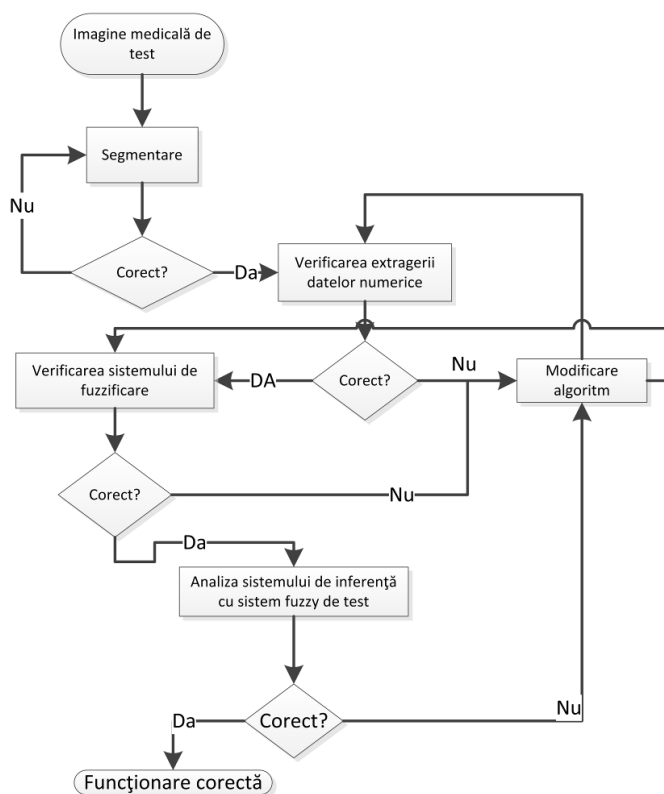 Imagine medicală de
test
Segmentare
Nu
Corect?
Da
Verificarea extragerii
datelor numerice
Verificarea sistemului de
fuzzificare
DA
Corect?
Nu
Modificare
algoritm
Corect?
Nu
Da
Analiza sistemului de inferență
cu sistem fuzzy de test
Corect?
Da
Nu
Funcţionare corectă